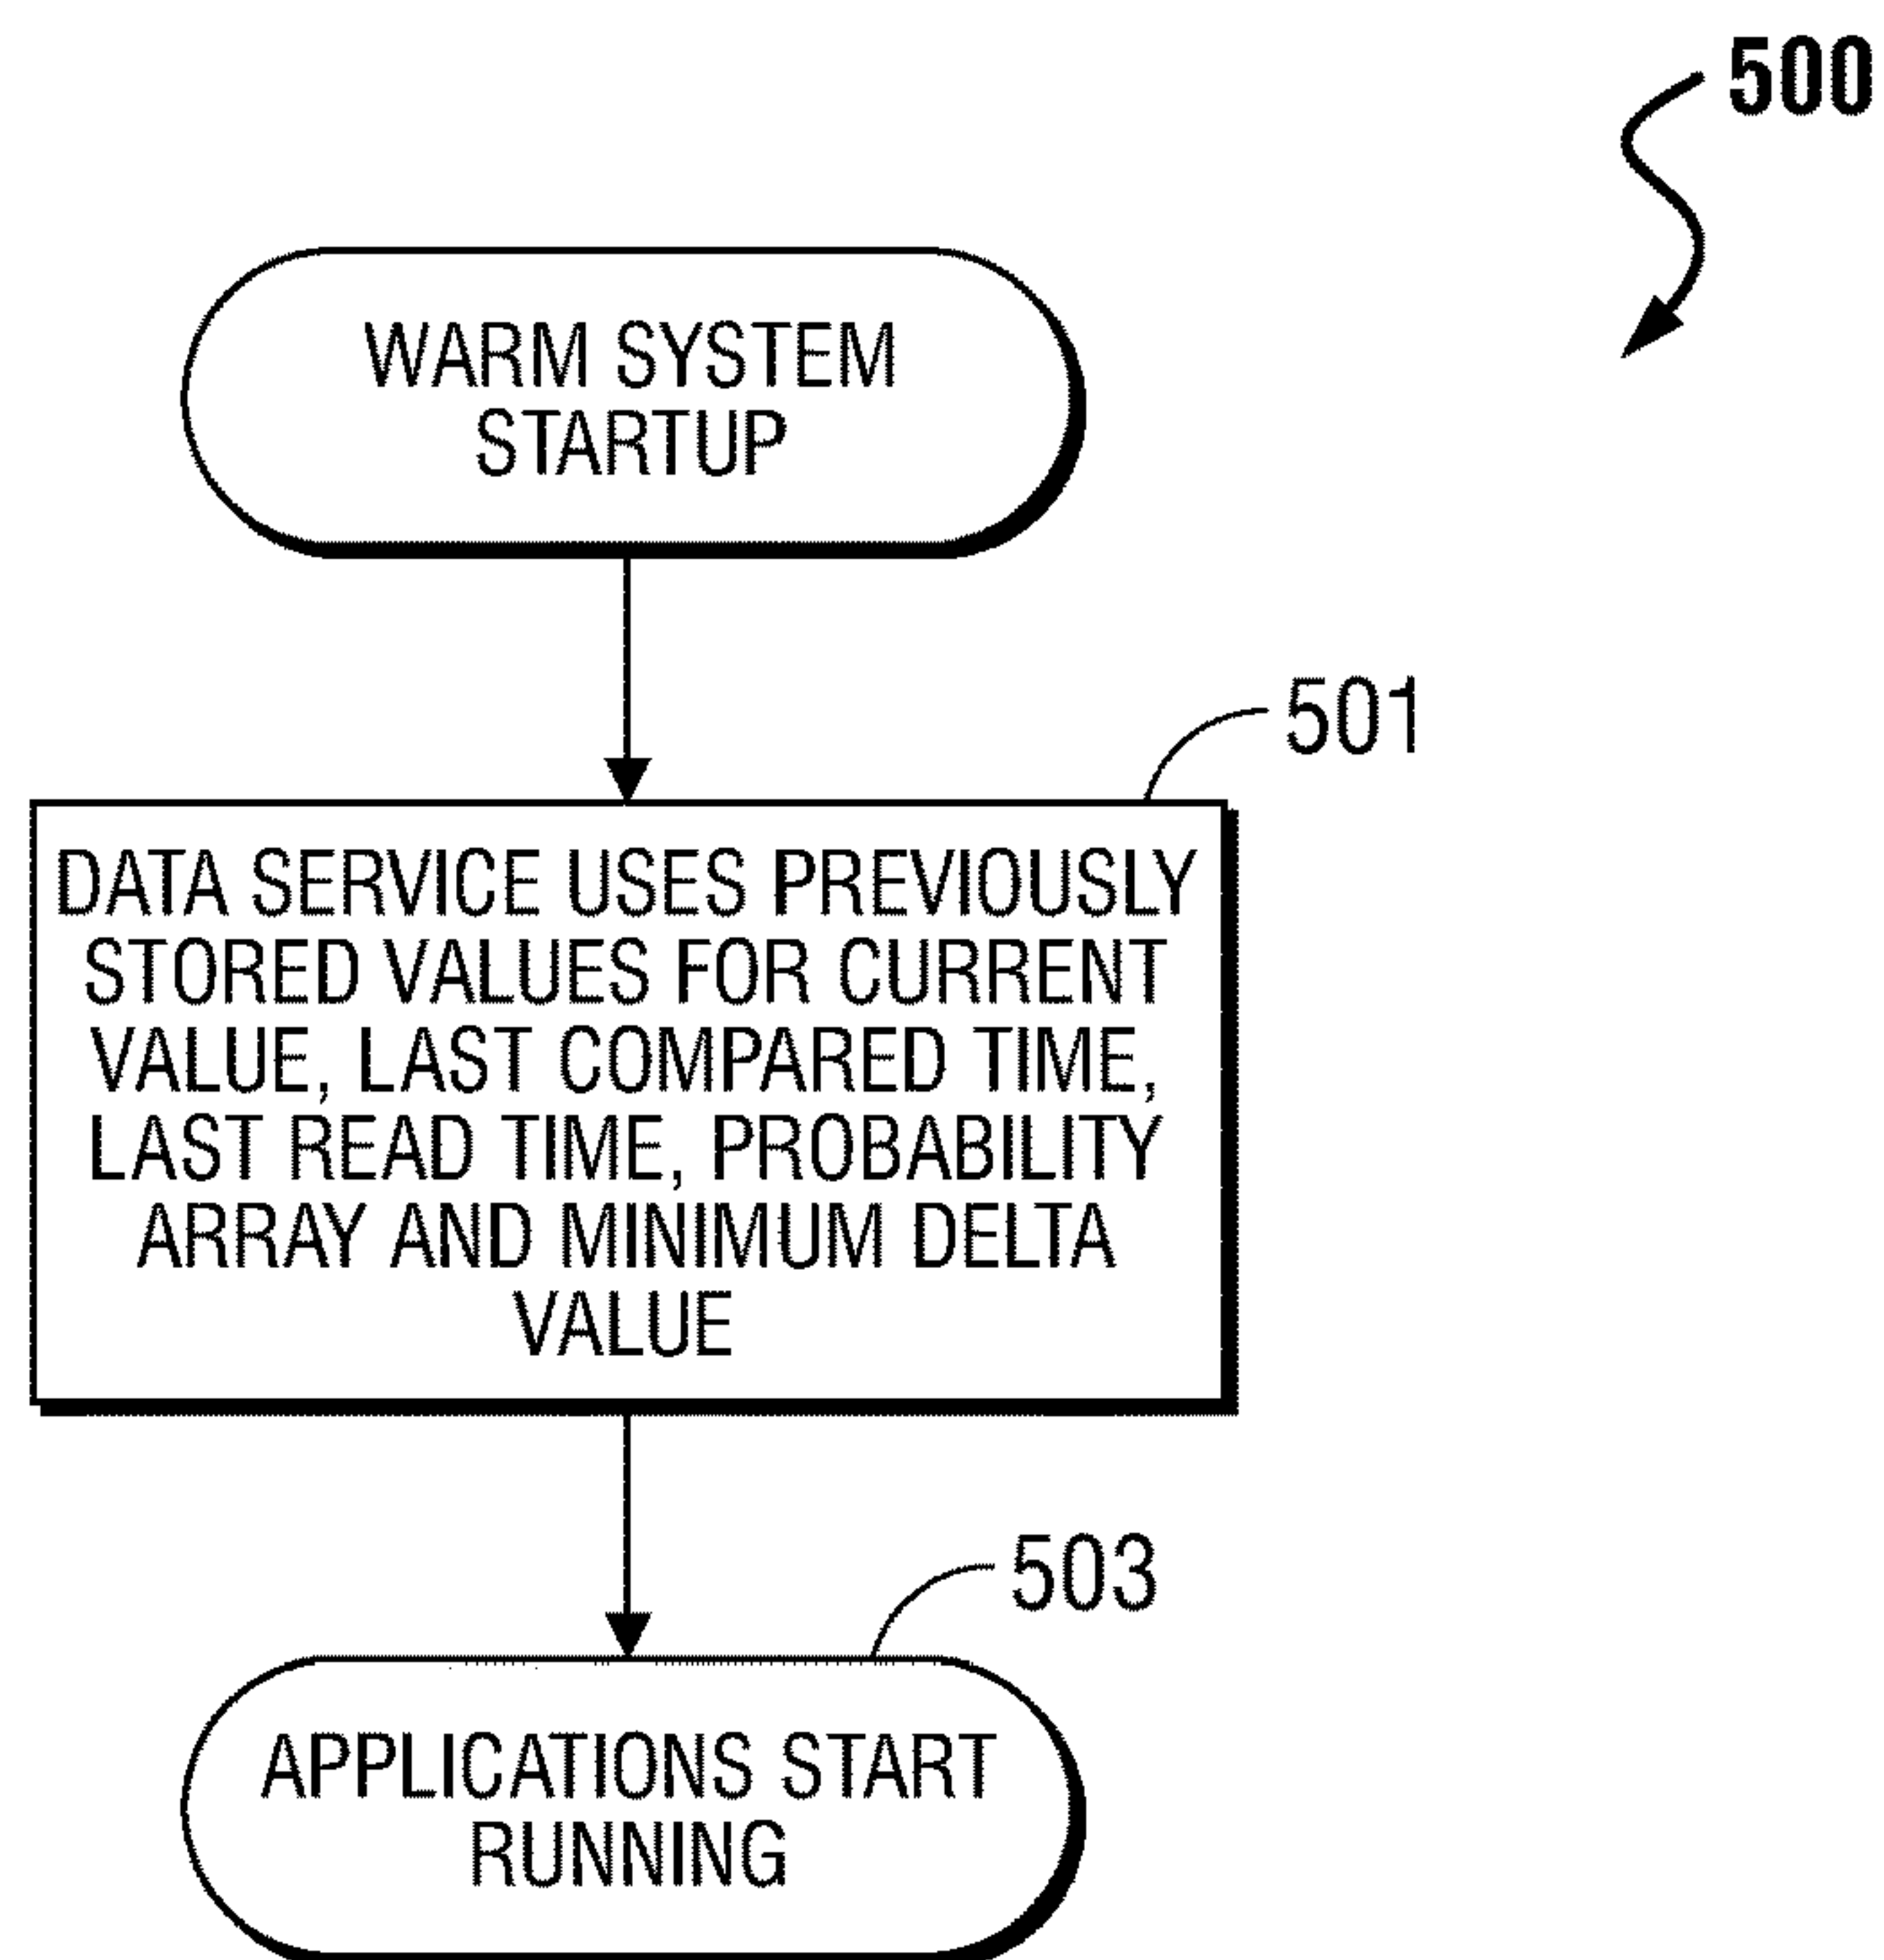 500
WARM SYSTEM
STARTUP
501
DATA SERVICE USES PREVIOUSLY
STORED VALUES FOR CURRENT
VALUE, LAST COMPARED TIME,
LAST READ TIME, PROBABILITY
ARRAY AND MINIMUM DELTA
VALUE
503
APPLICATIONS START
RUNNING